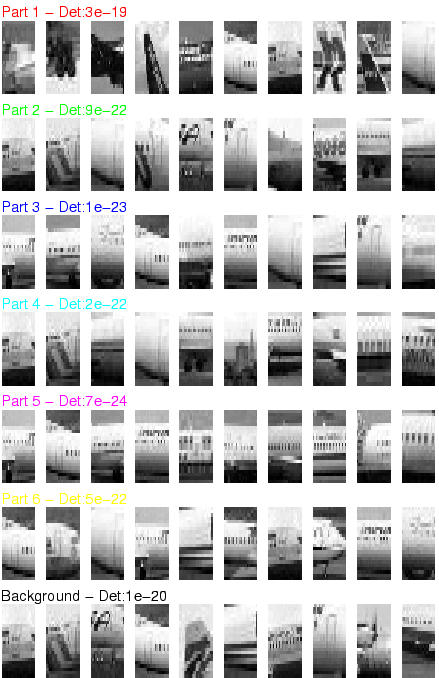 Part 1 – Det:3e–19
Part 2 – Det:9e–22
Part 3 – Det:1e–23
Part 4 – Det:2e–22
Part 5 – Det:7e–24
Part 6 – Det:5e–22
Background – Det:1e–20